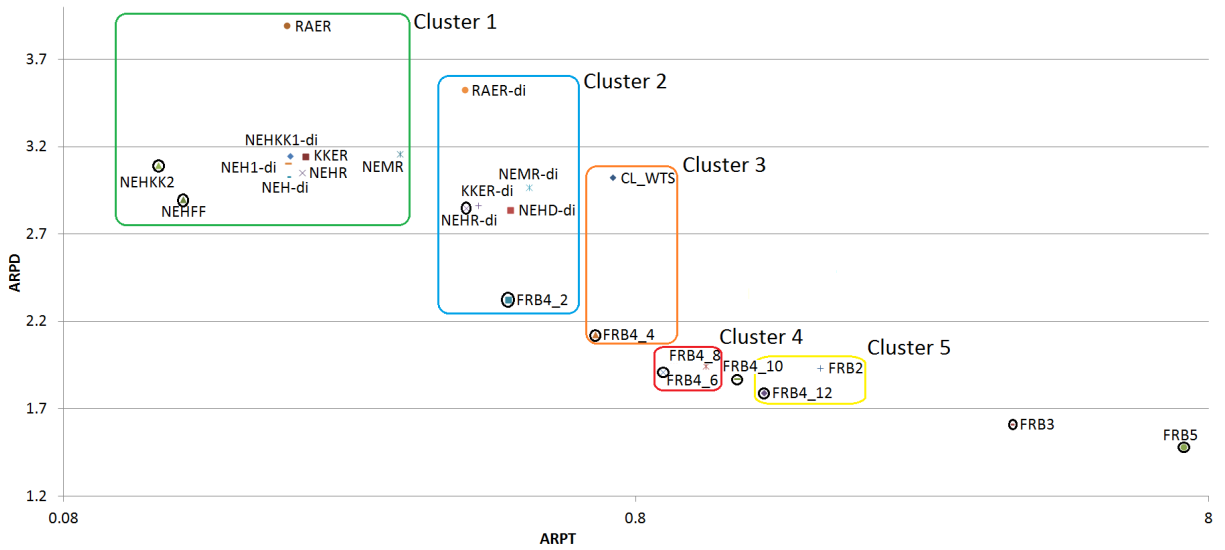 Cluster 1
RAER
3.7
Cluster 2
RAER-di
3.2
NEHKK1-di
KKER
NEMR
NEH1-di
NEHR
NEH-di
NEHKK2
NEHFF
Cluster 3
CL_WTS
NEMR-di
KKER-di
NEHD-di
NEHR-di
2.7
ARPD
FRB4_2
2.2
FRB4_4
Cluster 4
Cluster 5
FRB4_8
FRB4_10
FRB2
FRB4_6
FRB4_12
1.7
FRB3
FRB5
1.2
0.08
0.8
8
ARPT